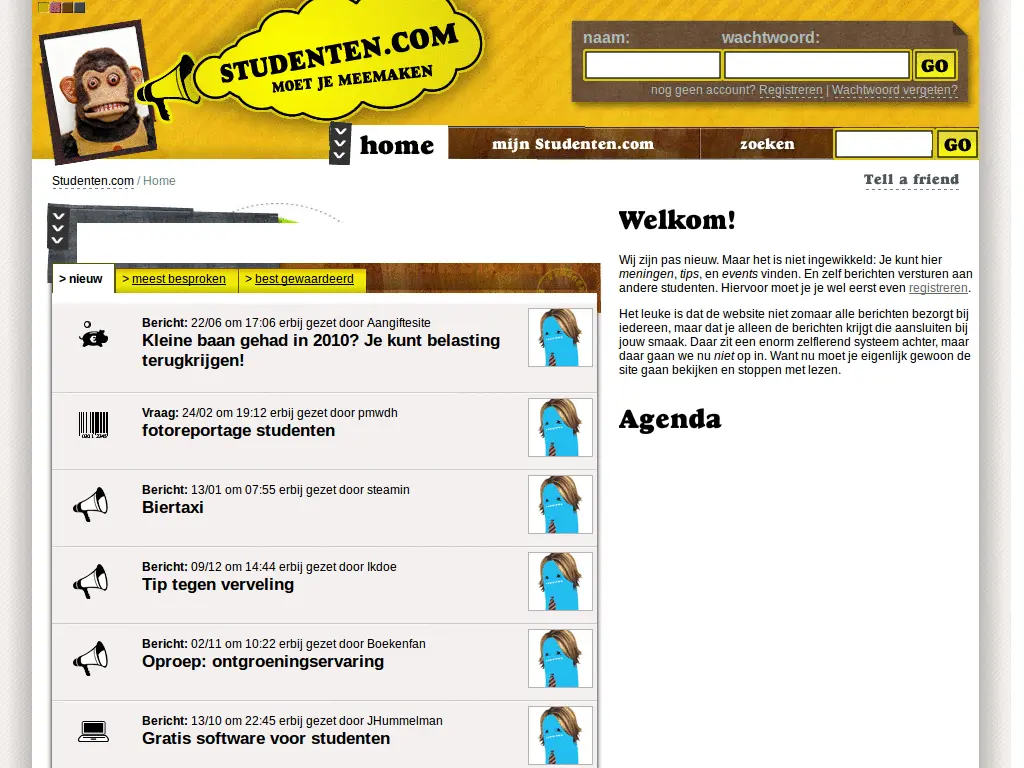 STUDENTEN.COM
MOET JE MEEMAKEN
naam:
wachtwoord:
GO
nog geen account? Registreren | Wachtwoord vergeten?
home
mijn Studenten.com
zoeken
GO
Studenten.com / Home
Tell a friend
> nieuw
> meest besproken
> best gewaardeerd
Bericht: 22/06 om 17:06 erbij gezet door Aangiftesite
Kleine baan gehad in 2010? Je kunt belasting
terugkrijgen!
Vraag: 24/02 om 19:12 erbij gezet door pmwdh
fotoreportage studenten
Bericht: 13/01 om 07:55 erbij gezet door steamin
Biertaxi
Bericht: 09/12 om 14:44 erbij gezet door Ikdoe
Tip tegen verveling
Bericht: 02/11 om 10:22 erbij gezet door Boekenfan
Oproep: ontgroeningservaring
Bericht: 13/10 om 22:45 erbij gezet door JHummelman
Gratis software voor studenten
Welkom!
Wij zijn pas nieuw. Maar het is niet ingewikkeld: Je kunt hier
meningen, tips, en events vinden. En zelf berichten versturen aan
andere studenten. Hiervoor moet je je wel eerst even registreren.
Het leuke is dat de website niet zomaar alle berichten bezorgt bij
iedereen, maar dat je alleen de berichten krijgt die aansluiten bij
jouw smaak. Daar zit een enorm zelflerend systeem achter, maar
daar gaan we nu niet op in. Want nu moet je eigenlijk gewoon de
site gaan bekijken en stoppen met lezen.
Agenda